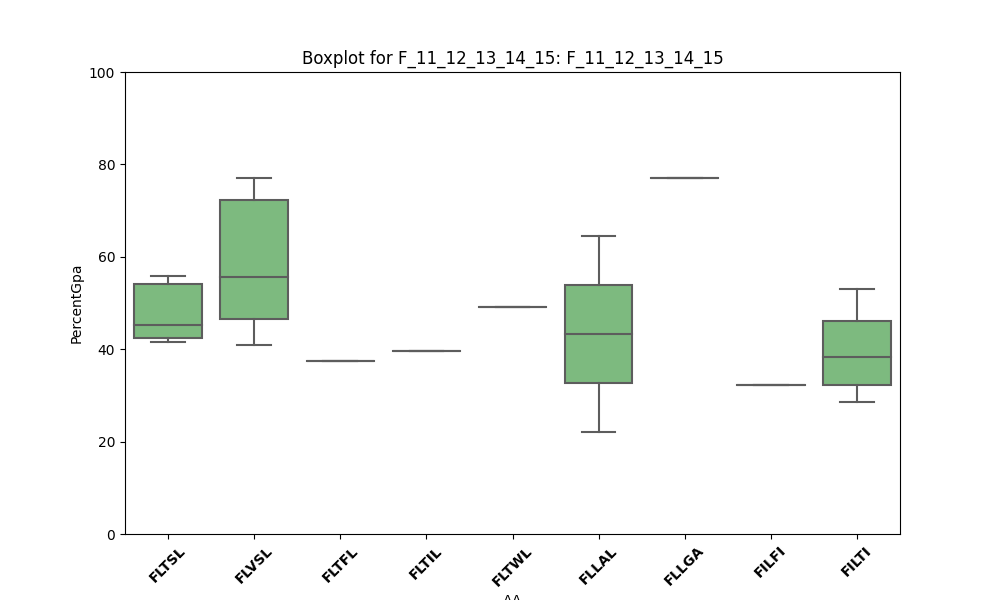 Boxplot for F_11_12_13_14_15: F_11_12_13_14_15
100
80
60
40
20
0
PercentGpa
FLTSL
FLVSL
FLTFL
FLTIL
FLTWL
FLLAL
FLLGA
FILFI
FILTI
AA